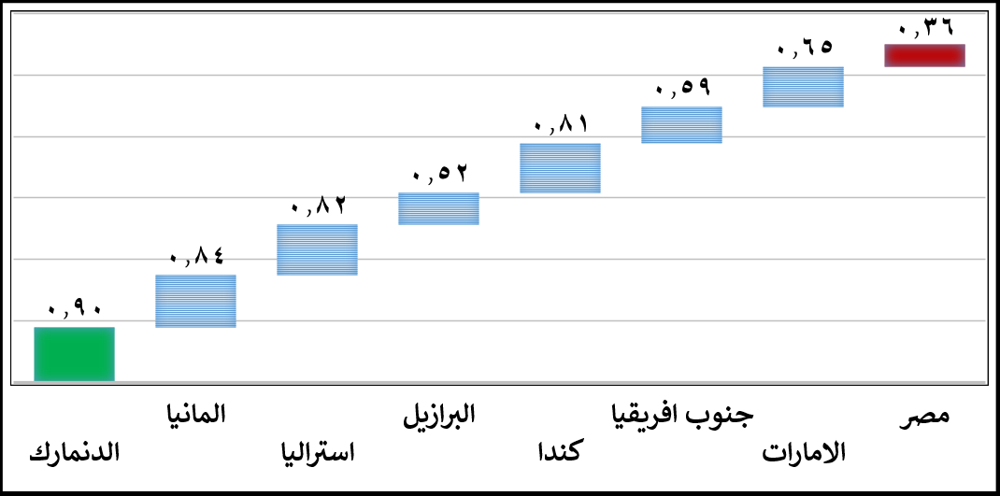 ٠,٩٠
٠,٨٤
٠,٨٢
٠,٥٢
٠,٨١
٠,٥٩
٠,٦٥
٠,٣٦
الدنمارك
المانيا
استراليا
البرازيل
كندا
جنوب افريقيا
الامارات
مصر